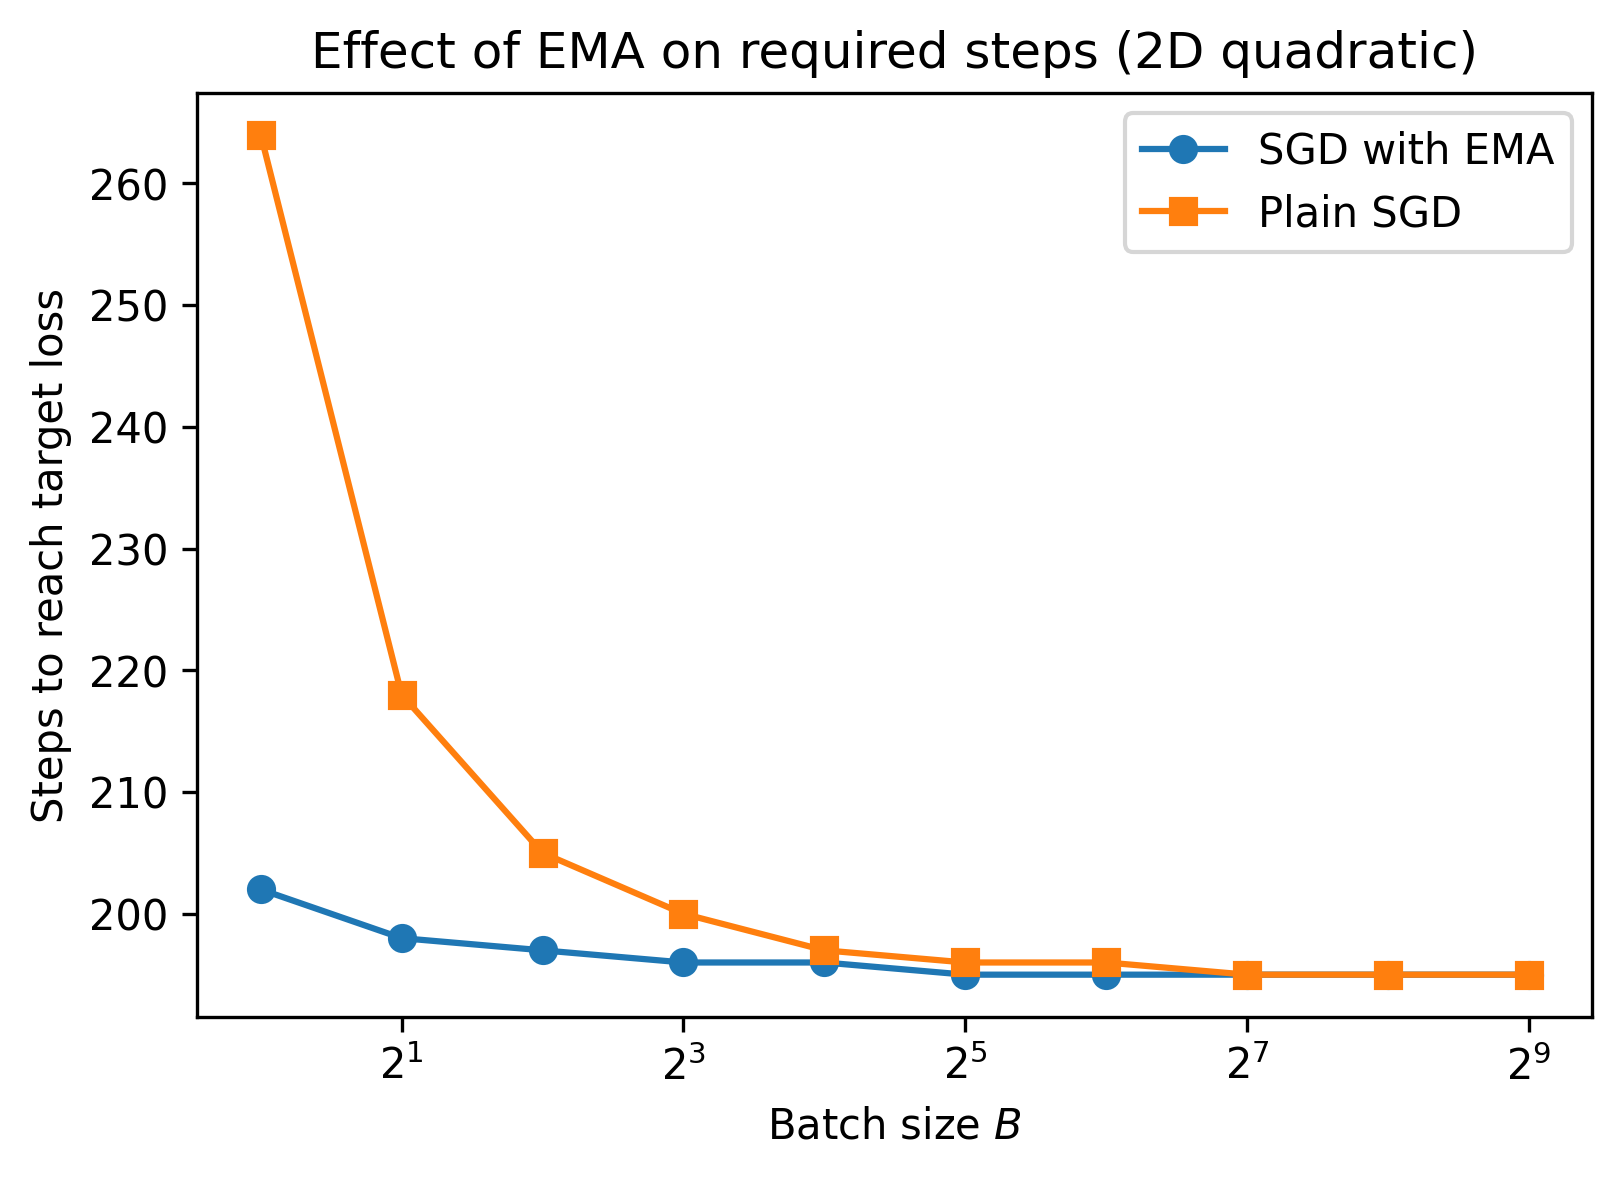 Effect of EMA on required steps (2D quadratic)
SGD with EMA
Plain SGD
Steps to reach target loss
260
250
240
230
220
210
200
2^1 2^3 2^5 2^7 2^9
Batch size B